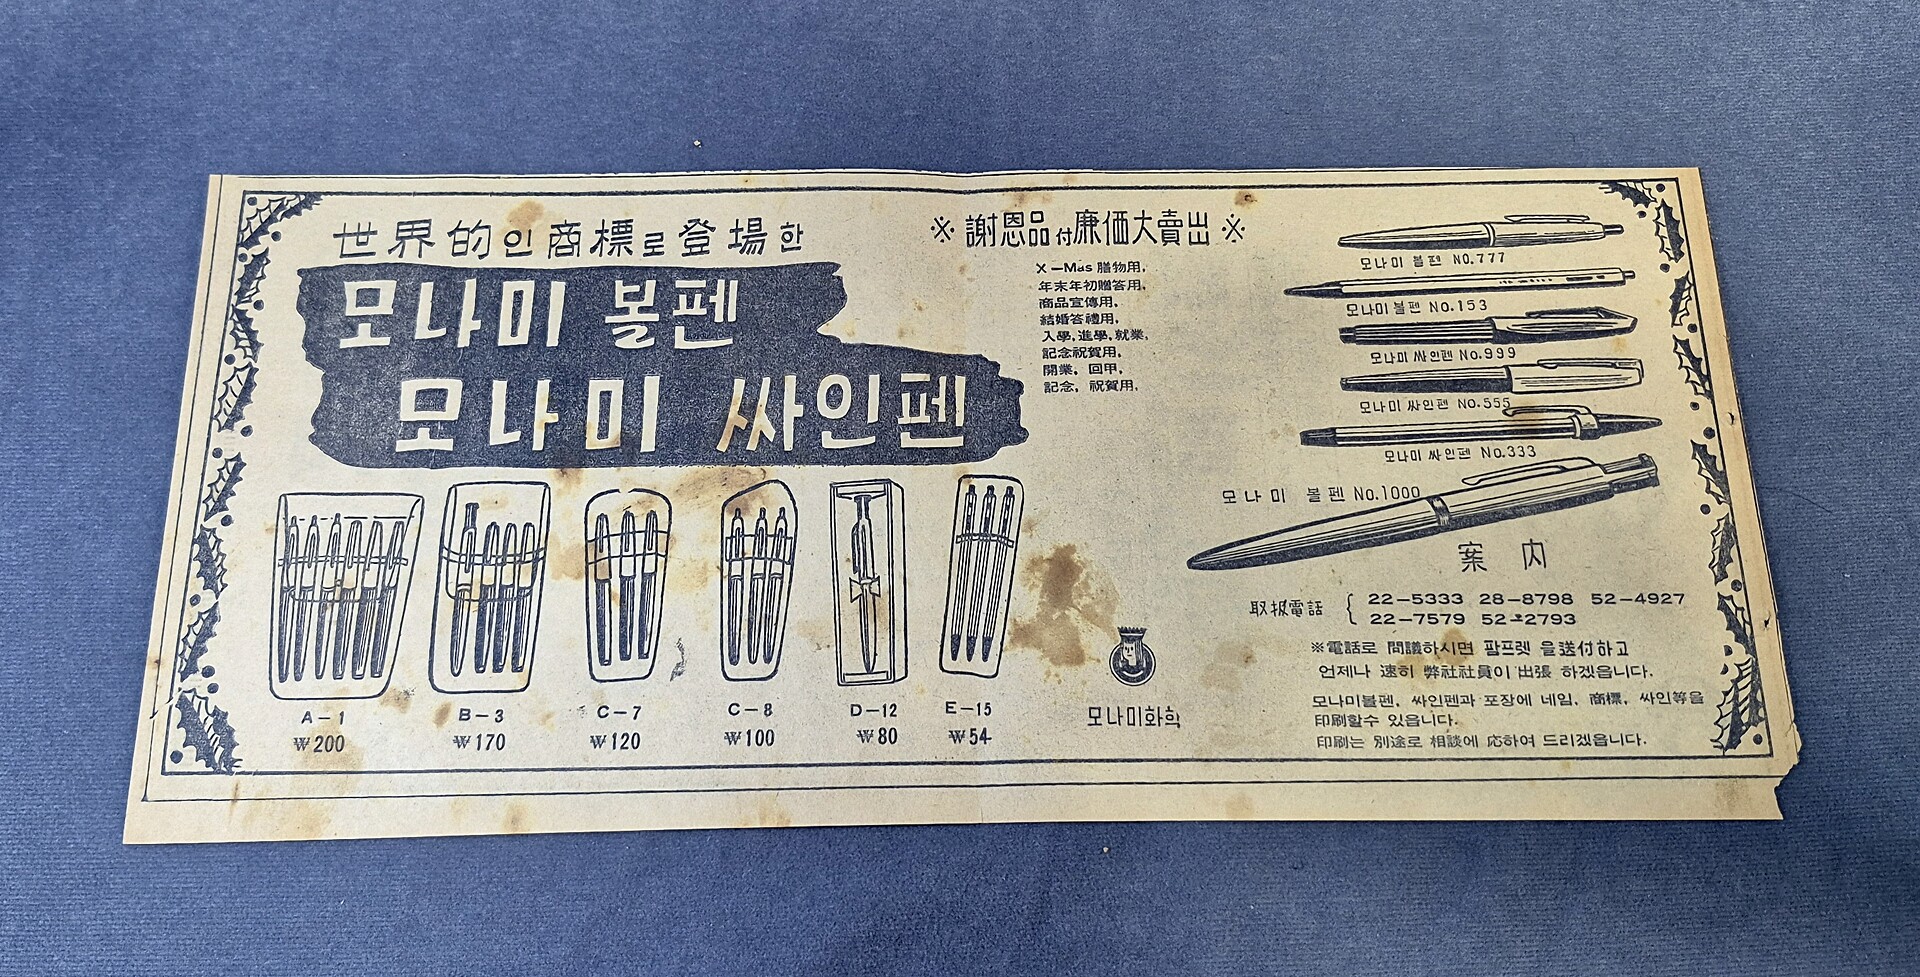 世界的인 商標로 登場한
모나미 볼펜
모나미 싸인펜
※ 謝恩品付廉価大賣出 ※
X-Mas 膳物用,
年末年初贈答用,
商品宣傳用,
結婚答禮用,
入學,進學,就業,
記念祝賀用,
開業, 回甲,
記念, 祝賀用,
모나미 볼펜 NO.777
모나미 볼펜 No.153
모나미 싸인펜 No.999
모나미 싸인펜 NO.555
모나미 싸인펜 No.333
모나미 볼펜 No.1000
A-1
₩200
B-3
₩170
C-7
₩120
C-8
₩100
D-12
₩80
E-15
₩54
모나미화학
案 內
取扱電話
22-5333 28-8798 52-4927
22-7579 52-2793
※電話로 問議하시면 팜프렛 을送付하고
언제나 速히 弊社社員이 出張 하겠읍니다.
모나미볼펜, 싸인펜과 포장에 네임, 商標, 싸인等을
印刷할수 있읍니다.
印刷는 別途로 相談에 応하여 드리겠읍니다.